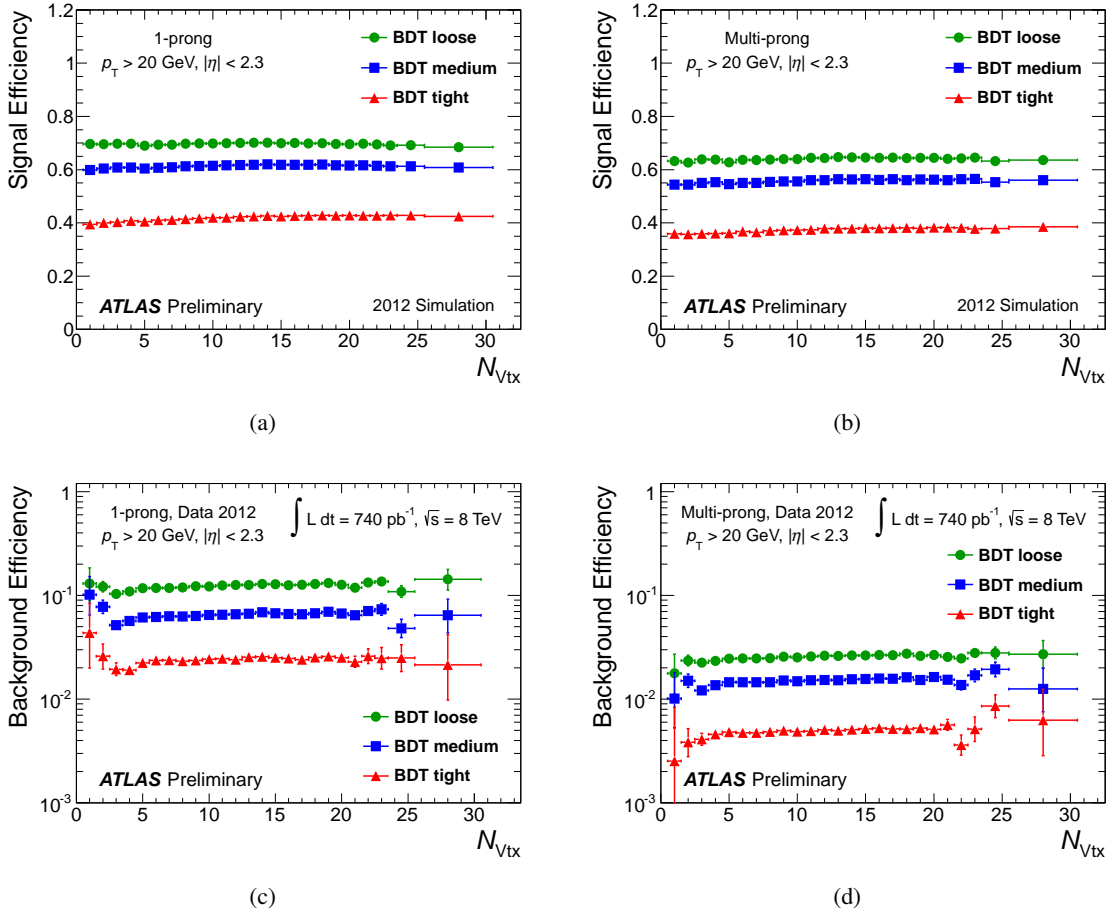 1.2
1
0.8
0.6
0.4
0.2
0
Signal Efficiency
1-prong
p_T > 20 GeV, |η| < 2.3
BDT loose
BDT medium
BDT tight
ATLAS Preliminary
2012 Simulation
0 5 10 15 20 25 30
N_Vtx
(a)
1.2
1
0.8
0.6
0.4
0.2
0
Signal Efficiency
Multi-prong
p_T > 20 GeV, |η| < 2.3
BDT loose
BDT medium
BDT tight
ATLAS Preliminary
2012 Simulation
0 5 10 15 20 25 30
N_Vtx
(b)
1
10^-1
10^-2
10^-3
Background Efficiency
1-prong, Data 2012
p_T > 20 GeV, |η| < 2.3
∫ L dt = 740 pb^-1, √s = 8 TeV
BDT loose
BDT medium
BDT tight
ATLAS Preliminary
0 5 10 15 20 25 30
N_Vtx
(c)
1
10^-1
10^-2
10^-3
Background Efficiency
Multi-prong, Data 2012
p_T > 20 GeV, |η| < 2.3
∫ L dt = 740 pb^-1, √s = 8 TeV
BDT loose
BDT medium
BDT tight
ATLAS Preliminary
0 5 10 15 20 25 30
N_Vtx
(d)